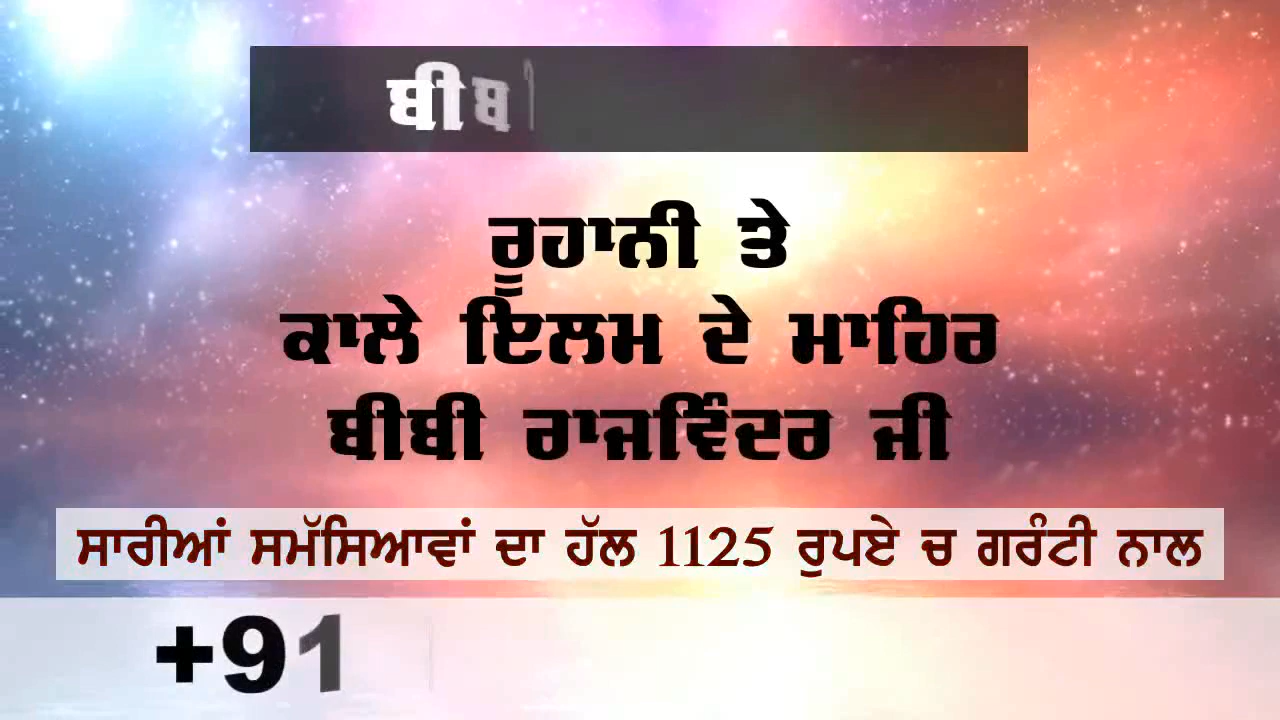 ਬੀਬੀ
ਰੂਹਾਨੀ ਤੇ
ਕਾਲੇ ਇਲਮ ਦੇ ਮਾਹਿਰ
ਬੀਬੀ ਰਾਜਵਿੰਦਰ ਜੀ
ਸਾਰੀਆਂ ਸਮੱਸਿਆਵਾਂ ਦਾ ਹੱਲ 1125 ਰੁਪਏ ਚ ਗਰੰਟੀ ਨਾਲ
+91